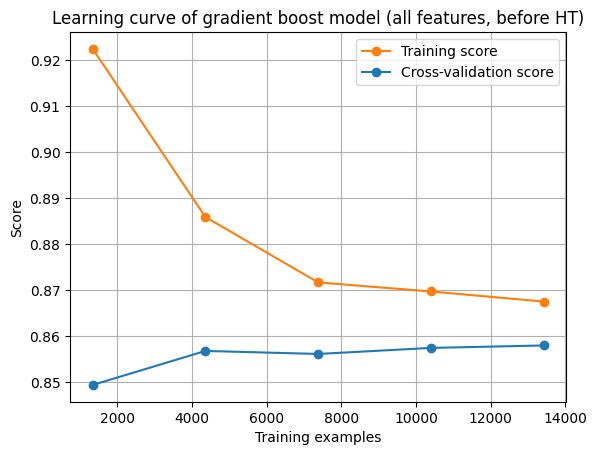 Learning curve of gradient boost model (all features, before HT)
Training score
Cross-validation score
0.92
0.91
0.90
0.89
0.88
0.87
0.86
0.85
Score
2000 4000 6000 8000 10000 12000 14000
Training examples